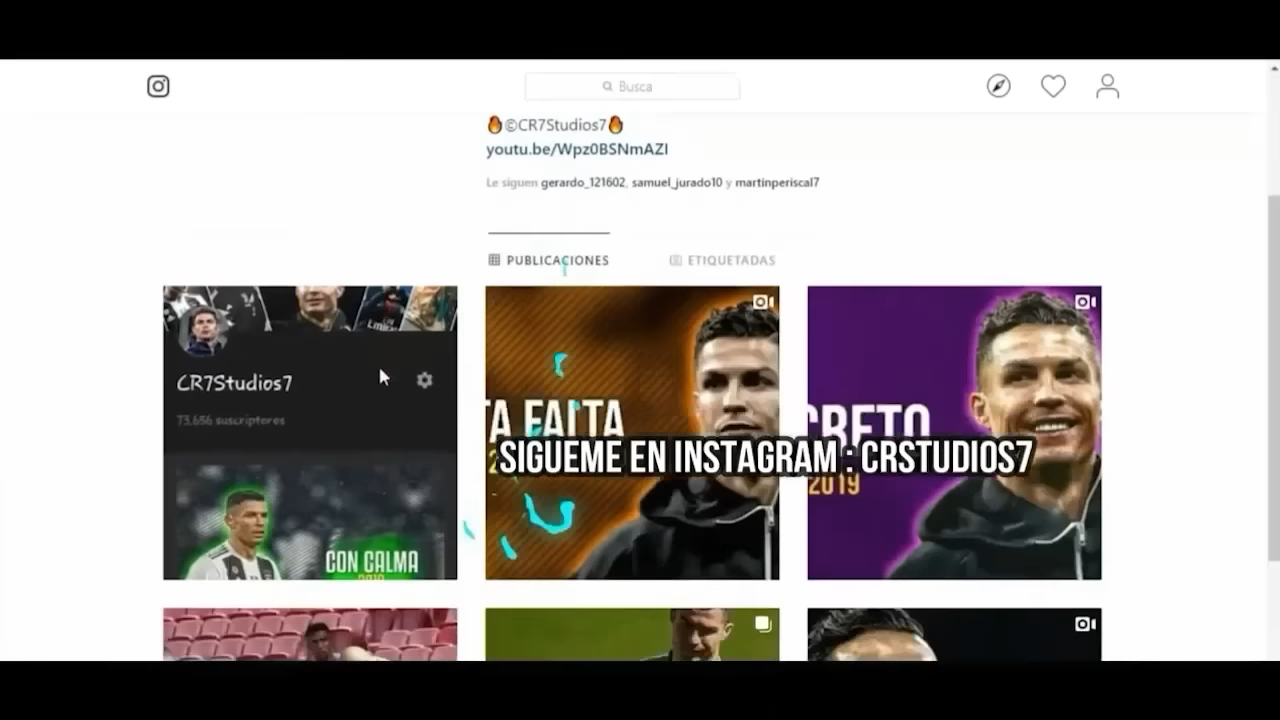 Busca
🔥©CR7Studios7🔥
youtu.be/Wpz0BSNmAZI
Le siguen gerardo_121602, samuel_jurado10 y martinperiscal7
PUBLICACIONES
ETIQUETADAS
CR7Studios7
73,656 suscriptores
CON CALMA
2019
TA FALTA
CRETO
2019
SIGUEME EN INSTAGRAM : CRSTUDIOS7